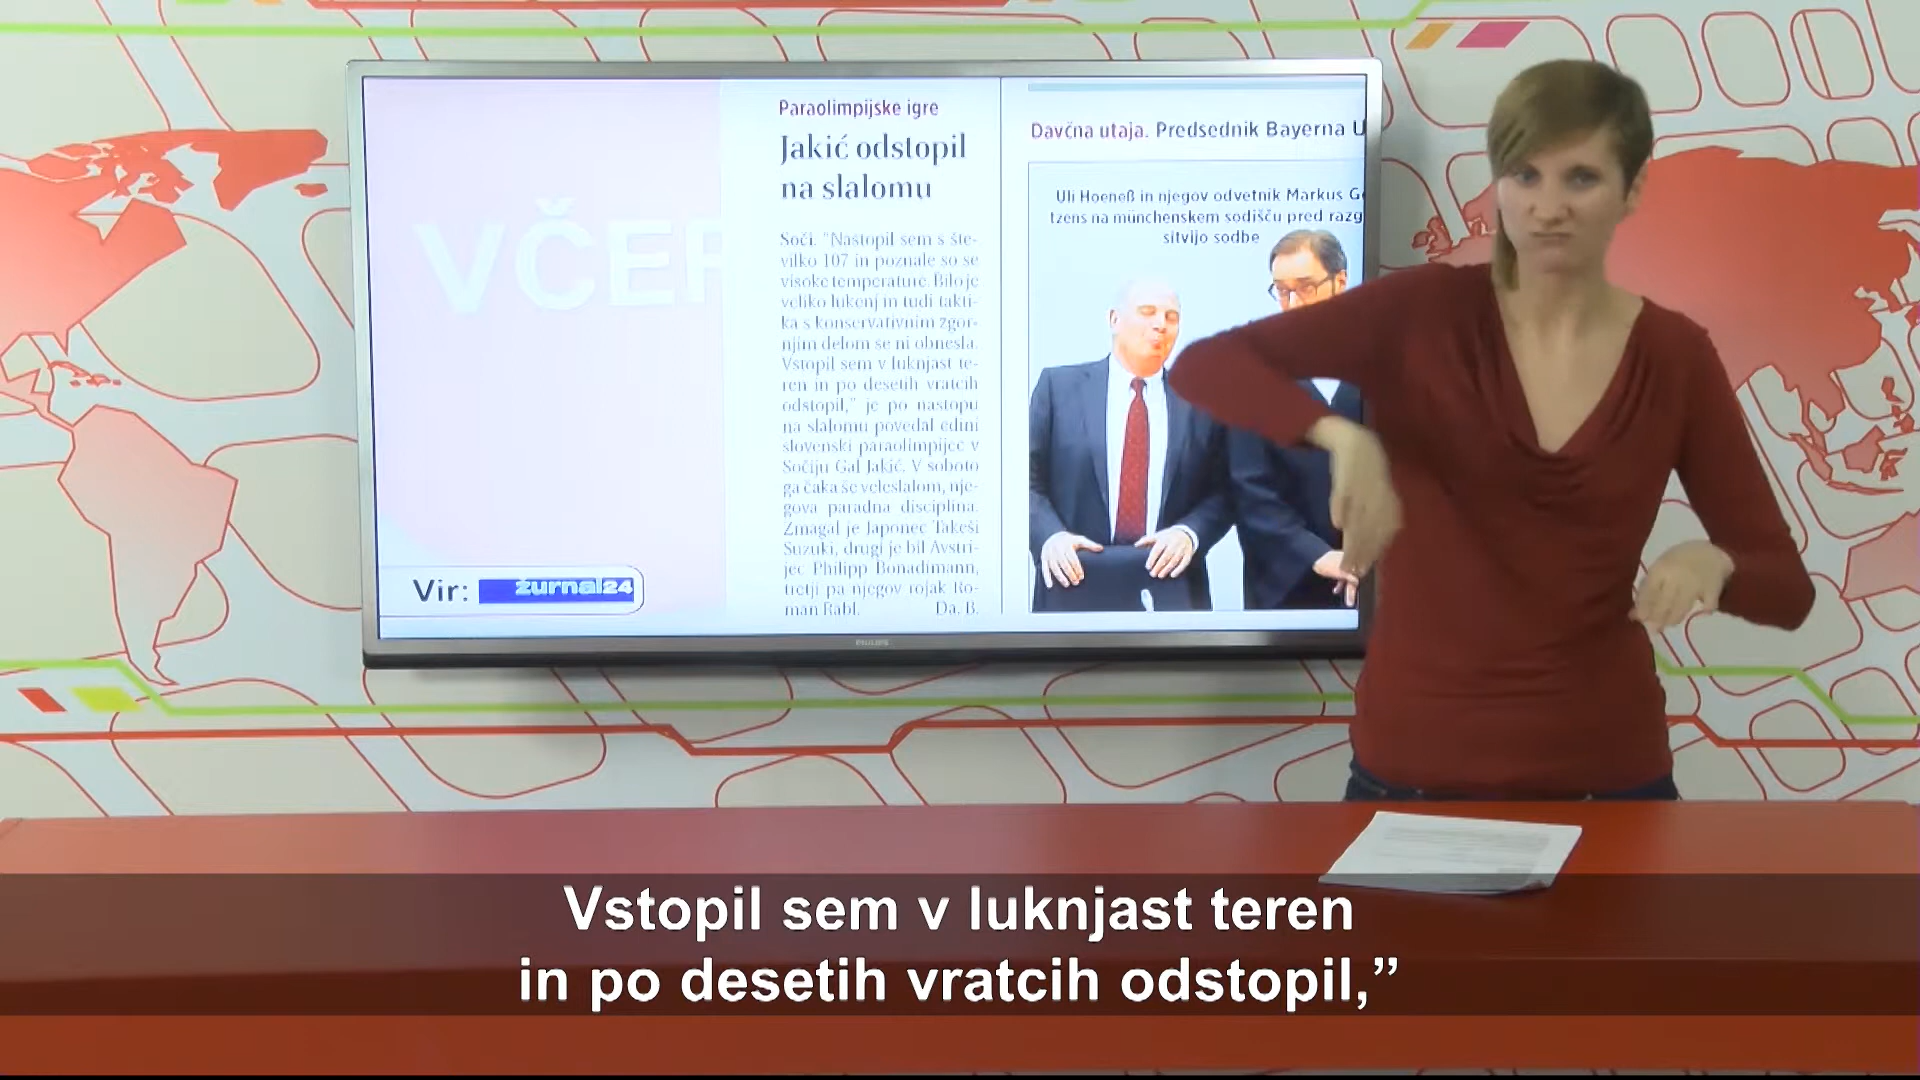 VČER
Vir: žurnal24
Paraolimpijske igre
Jakić odstopil
na slalomu
Soči. "Nastopil sem s šte-
vilko 107 in poznale so se
visoke temperature. Bilo je
veliko lukenj in tudi takti-
ka s konservativnim zgor-
njim delom se ni obnesla.
Vstopil sem v luknjast te-
ren in po desetih vratcih
odstopil," je po nastopu
na slalomu povedal edini
slovenski paraolimpijec v
Sočiju Gal Jakić. V soboto
ga čaka še veleslalom, nje-
gova paradna disciplina.
Zmagal je Japonec Takeši
Suzuki, drugi je bil Avstri-
jec Philipp Bonadimann,
tretji pa njegov rojak Ro-
man Rabl. Da. B.
Davčna utaja. Predsednik Bayerna U
Uli Hoeneß in njegov odvetnik Markus Go
tzens na münchenskem sodišču pred razg
sitvijo sodbe
PHILIPS
Vstopil sem v luknjast teren
in po desetih vratcih odstopil,”